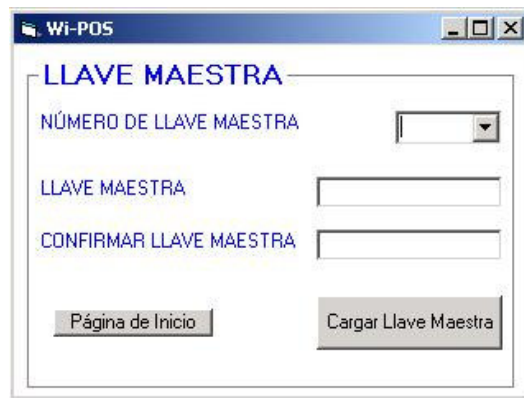 Wi-POS
LLAVE MAESTRA
NÚMERO DE LLAVE MAESTRA
LLAVE MAESTRA
CONFIRMAR LLAVE MAESTRA
Página de Inicio
Cargar Llave Maestra